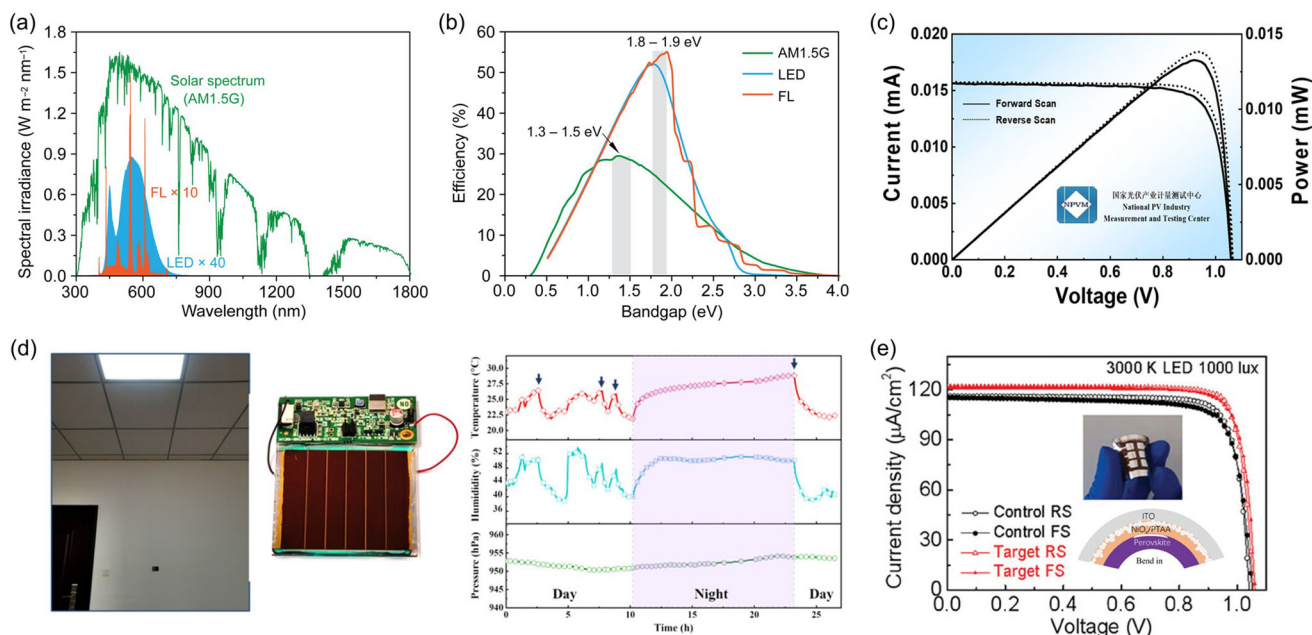 (a)
1.8
1.5
1.2
0.9
0.6
0.3
0.0
Spectral irradiance (W m⁻² nm⁻¹)
Solar spectrum
(AM1.5G)
FL × 10
LED × 40
300 600 900 1200 1500 1800
Wavelength (nm)
(b)
60
50
40
30
20
10
0
Efficiency (%)
1.8 – 1.9 eV
1.3 – 1.5 eV
AM1.5G
LED
FL
0.0 0.5 1.0 1.5 2.0 2.5 3.0 3.5 4.0
Bandgap (eV)
(c)
0.020
0.015
0.010
0.005
0.000
Current (mA)
Forward Scan
Reverse Scan
NPVM
国家光伏产业计量测试中心
National PV Industry
Measurement and Testing Center
0.015
0.010
0.005
0.000
Power (mW)
0.0 0.2 0.4 0.6 0.8 1.0
Voltage (V)
(d)
30.0
27.5
25.0
22.5
Temperature (°C)
52
48
44
40
36
Humidity (%)
960
955
950
945
940
Pressure (hPa)
Day Night Day
0 5 10 15 20 25
Time (h)
(e)
3000 K LED 1000 lux
120
90
60
30
0
Current density (μA/cm²)
Control RS
Control FS
Target RS
Target FS
ITO
NiOₓ/PTAA
Perovskite
Bend in
0.0 0.2 0.4 0.6 0.8 1.0
Voltage (V)